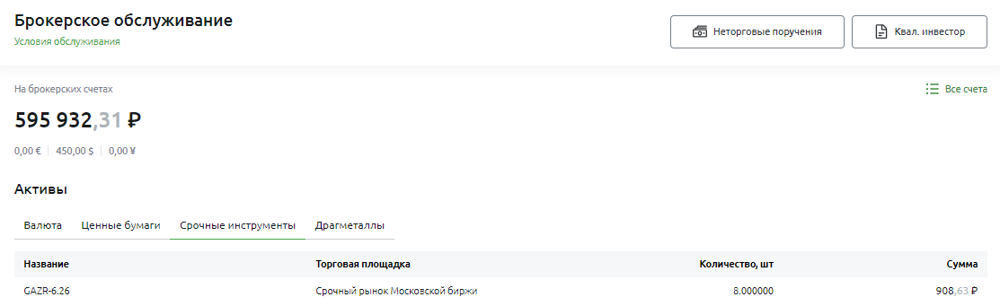 Брокерское обслуживание
Условия обслуживания
Неторговые поручения
Квал. инвестор
На брокерских счетах
Все счета
595 932,31 ₽
0,00 € 450,00 $ 0,00 ¥
Активы
Валюта Ценные бумаги Срочные инструменты Драгметаллы
Название Торговая площадка Количество, шт Сумма
GAZR-6.26 Срочный рынок Московской биржи 8.000000 908,63 ₽